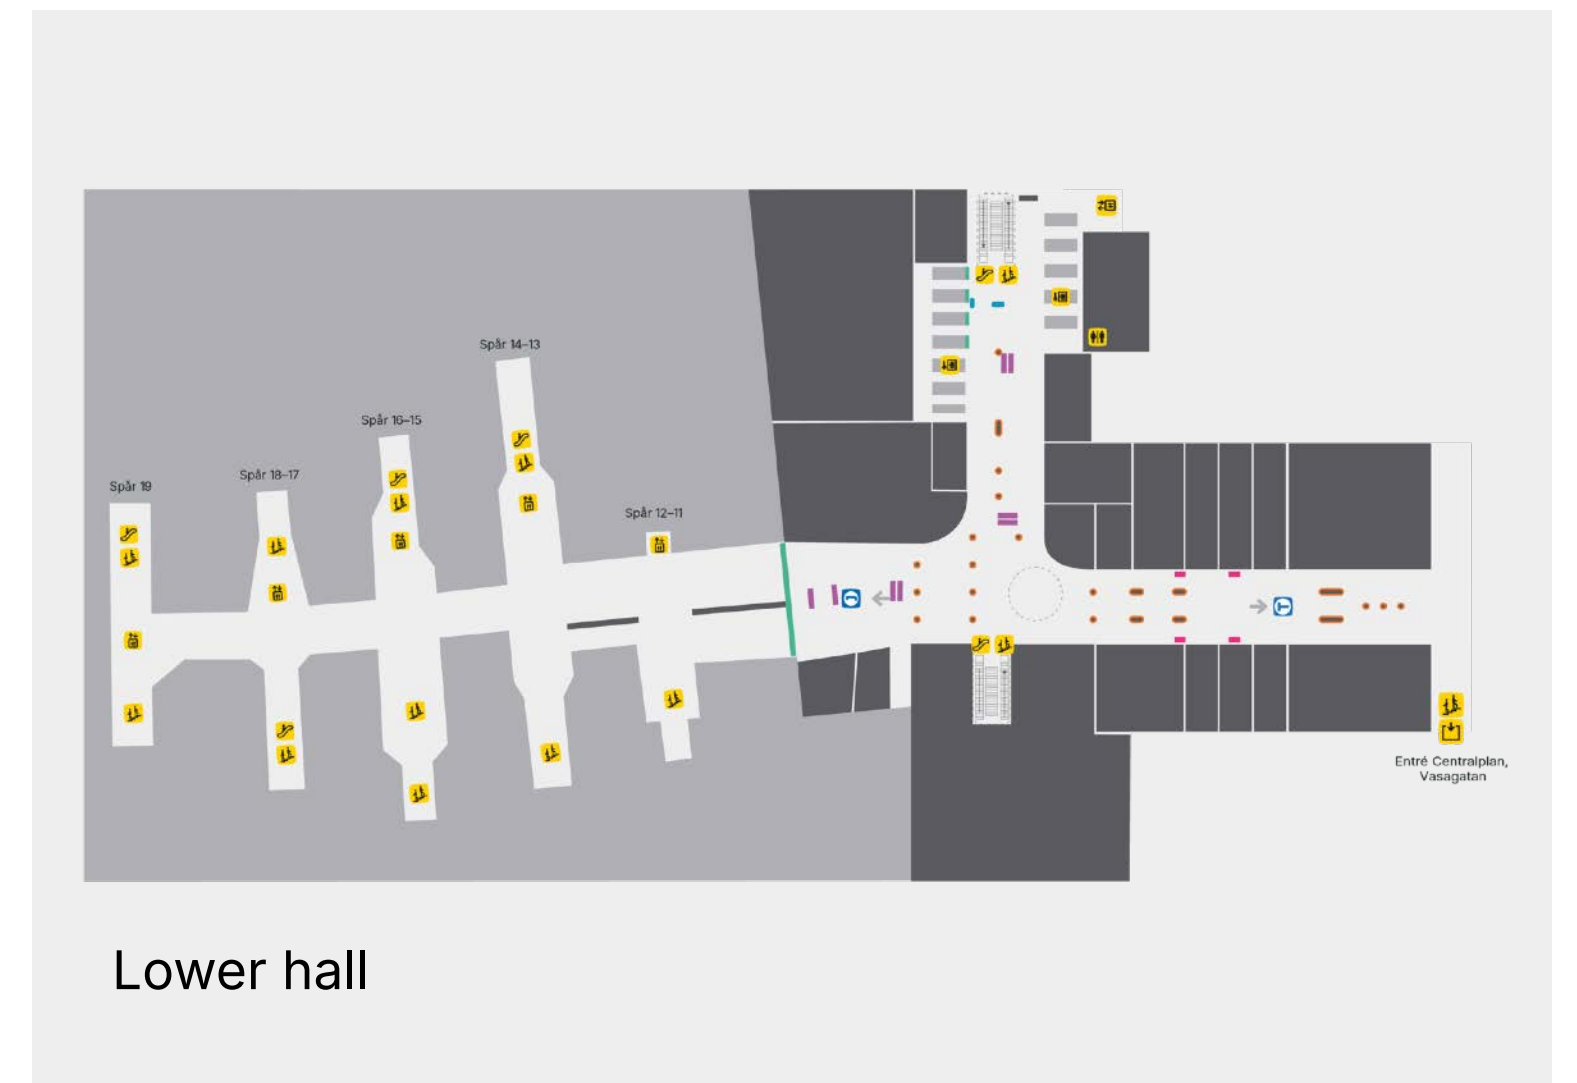 Spår 14–13
Spår 16–15
Spår 18–17
Spår 19
Spår 12–11
Entré Centralplan,
Vasagatan
Lower hall